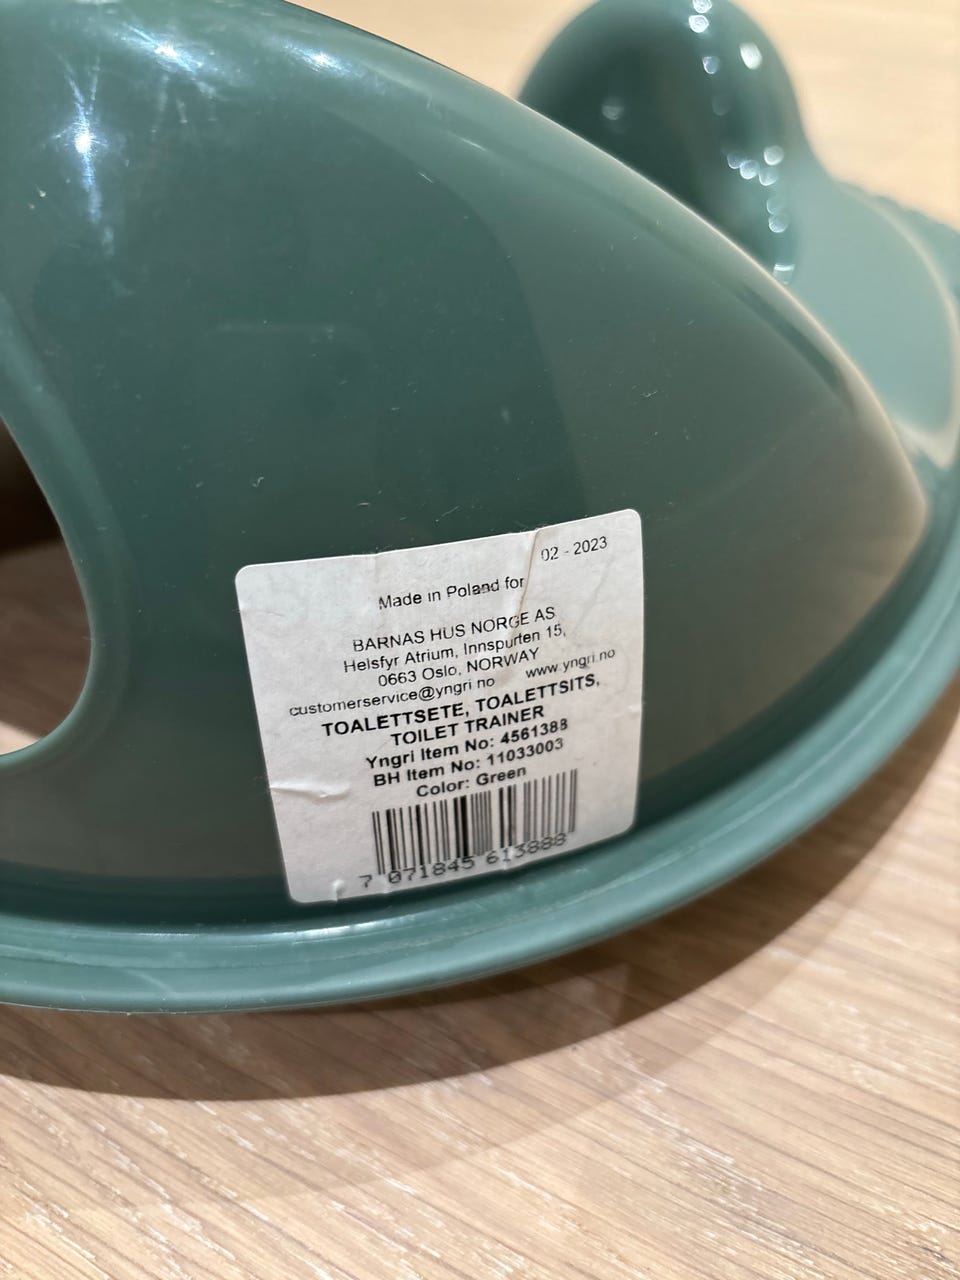 02 - 2023
Made in Poland for
BARNAS HUS NORGE AS
Helsfyr Atrium, Innspurten 15,
0663 Oslo, NORWAY
customerservice@yngri.no www.yngri.no
TOALETTSETE, TOALETTSITS,
TOILET TRAINER
Yngri Item No: 4561388
BH Item No: 11033003
Color: Green
7 071845 613888